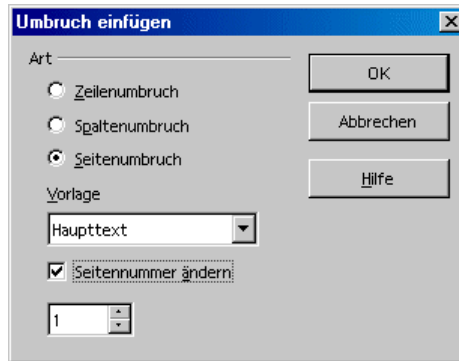 Umbruch einfügen
Art
Zeilenumbruch
Spaltenumbruch
Seitenumbruch
Vorlage
Haupttext
Seitennummer ändern
1
OK
Abbrechen
Hilfe